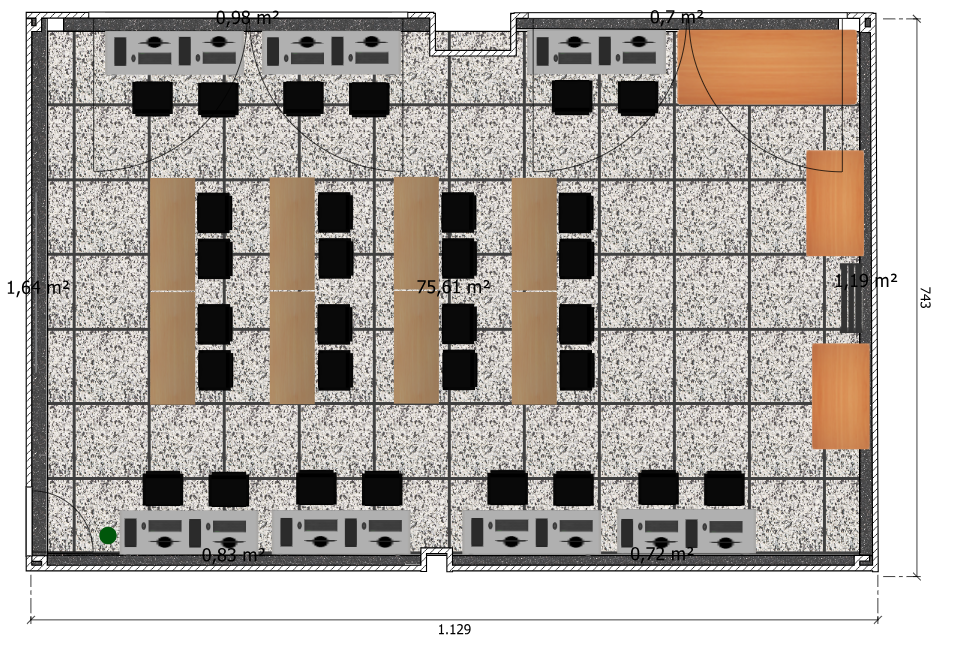 0,98 m²
0,7 m²
1,64 m²
75,61 m²
1,19 m²
743
0,83 m²
0,72 m²
1.129